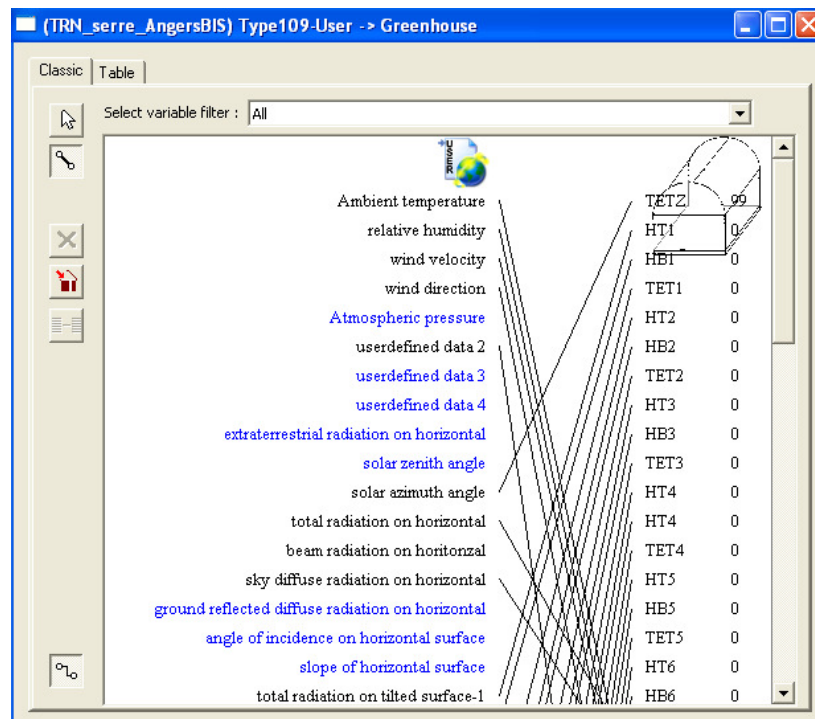 (TRN_serre_AngersBIS) Type109-User -> Greenhouse
Classic Table
Select variable filter : All
USER
Ambient temperature TETZ 99
relative humidity HT1 0
wind velocity HB1 0
wind direction TET1 0
Atmospheric pressure HT2 0
userdefined data 2 HB2 0
userdefined data 3 TET2 0
userdefined data 4 HT3 0
extraterrestrial radiation on horizontal HB3 0
solar zenith angle TET3 0
solar azimuth angle HT4 0
total radiation on horizontal HT4 0
beam radiation on horitonzal TET4 0
sky diffuse radiation on horizontal HT5 0
ground reflected diffuse radiation on horizontal HB5 0
angle of incidence on horizontal surface TET5 0
slope of horizontal surface HT6 0
total radiation on tilted surface-1 HB6 0